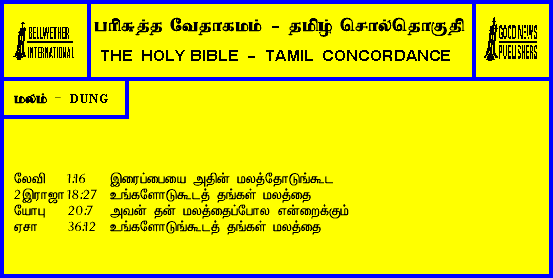 BELLWETHER
INTERNATIONAL
பரிசுத்த வேதாகமம் - தமிழ் சொல்தொகுதி
THE HOLY BIBLE - TAMIL CONCORDANCE
GOOD NEWS
PUBLISHERS
மலம் - DUNG
லேவி 1:16 இரைப்பையை அதின் மலத்தோடுங்கூட
2இராஜா 18:27 உங்களோடுகூடத் தங்கள் மலத்தை
யோபு 20:7 அவன் தன் மலத்தைப்போல என்றைக்கும்
ஏசா 36:12 உங்களோடுங்கூடத் தங்கள் மலத்தை